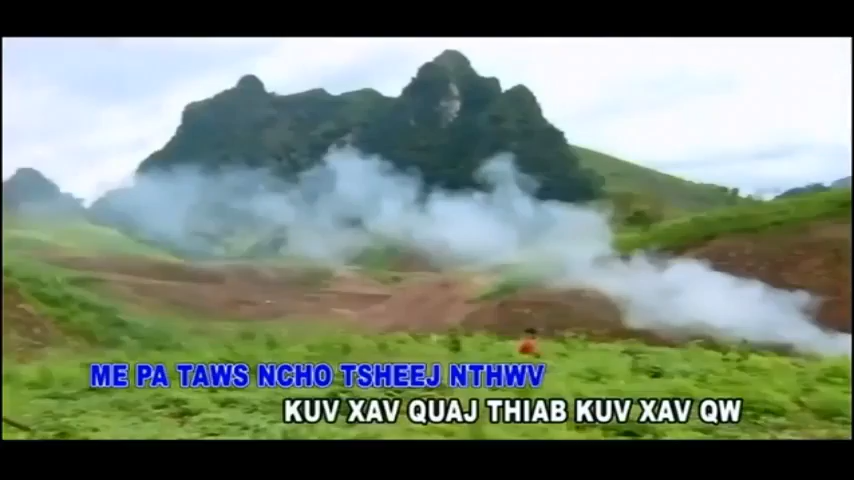 ME PA TAWS NCHO TSHEEJ NTHWV
KUV XAV QUAJ THIAB KUV XAV QW